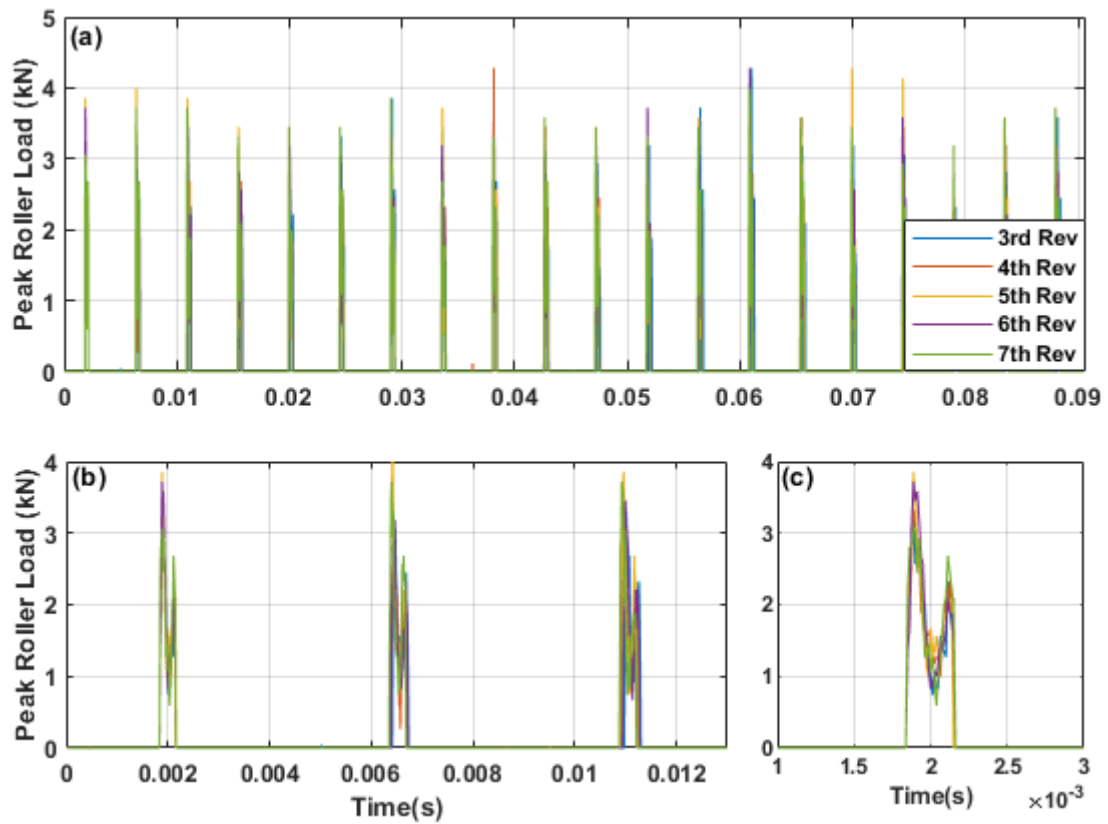 (a)
Peak Roller Load (kN)
5
4
3
2
1
0
0 0.01 0.02 0.03 0.04 0.05 0.06 0.07 0.08 0.09
3rd Rev
4th Rev
5th Rev
6th Rev
7th Rev
(b)
Peak Roller Load (kN)
4
3
2
1
0
0 0.002 0.004 0.006 0.008 0.01 0.012
Time(s)
(c)
4
3
2
1
0
1 1.5 2 2.5 3
Time(s) ×10⁻³